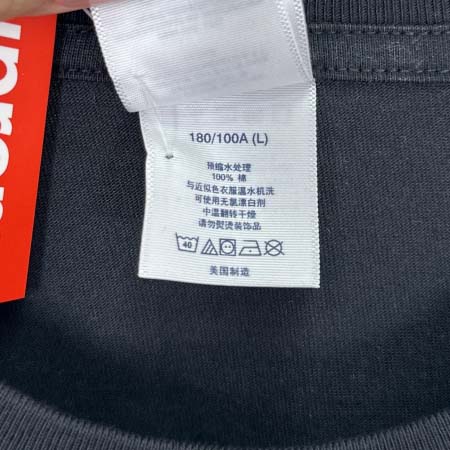 Supreme
180/100A (L)
预缩水处理
100% 棉
与近似色衣服温水机洗
可使用无氯漂白剂
中温翻转干燥
请勿熨烫装饰品
40
美国制造